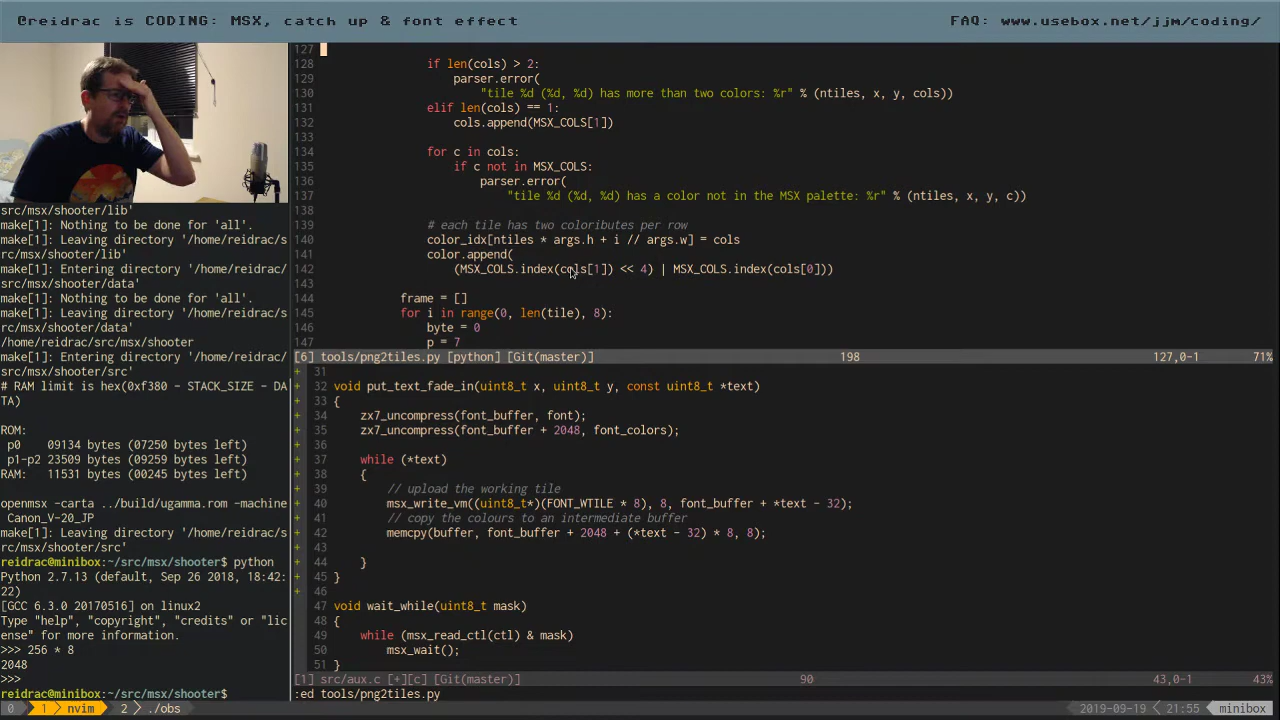 @reidrac is CODING: MSX, catch up & font effect
FAQ: www.usebox.net/jjm/coding/
src/msx/shooter/lib'
make[1]: Nothing to be done for 'all'.
make[1]: Leaving directory '/home/reidrac/s
rc/msx/shooter/lib'
make[1]: Entering directory '/home/reidrac/
src/msx/shooter/data'
make[1]: Nothing to be done for 'all'.
make[1]: Leaving directory '/home/reidrac/s
rc/msx/shooter/data'
/home/reidrac/src/msx/shooter
make[1]: Entering directory '/home/reidrac/
src/msx/shooter/src'
# RAM limit is hex(0xf380 - STACK_SIZE - DA
TA)
ROM:
p0    09134 bytes (07250 bytes left)
p1-p2 23509 bytes (09259 bytes left)
RAM:   11531 bytes (00245 bytes left)
openmsx -carta ../build/ugamma.rom -machine
Canon_V-20_JP
make[1]: Leaving directory '/home/reidrac/s
rc/msx/shooter/src'
reidrac@minibox:~/src/msx/shooter$ python
Python 2.7.13 (default, Sep 26 2018, 18:42:
22)
[GCC 6.3.0 20170516] on linux2
Type "help", "copyright", "credits" or "lic
ense" for more information.
>>> 256 * 8
2048
>>>
reidrac@minibox:~/src/msx/shooter$
127
128 if len(cols) > 2:
129 parser.error(
130 "tile %d (%d, %d) has more than two colors: %r" % (ntiles, x, y, cols))
131 elif len(cols) == 1:
132 cols.append(MSX_COLS[1])
133
134 for c in cols:
135 if c not in MSX_COLS:
136 parser.error(
137 "tile %d (%d, %d) has a color not in the MSX palette: %r" % (ntiles, x, y, c))
138
139 # each tile has two coloributes per row
140 color_idx[ntiles * args.h + i // args.w] = cols
141 color.append(
142 (MSX_COLS.index(cols[1]) << 4) | MSX_COLS.index(cols[0]))
143
144 frame = []
145 for i in range(0, len(tile), 8):
146 byte = 0
147 p = 7
[6] tools/png2tiles.py [python] [Git(master)] 198 127,0-1 71%
+ 31
+ 32 void put_text_fade_in(uint8_t x, uint8_t y, const uint8_t *text)
+ 33 {
+ 34 zx7_uncompress(font_buffer, font);
+ 35 zx7_uncompress(font_buffer + 2048, font_colors);
+ 36
+ 37 while (*text)
+ 38 {
+ 39 // upload the working tile
+ 40 msx_write_vm((uint8_t*)(FONT_WTILE * 8), 8, font_buffer + *text - 32);
+ 41 // copy the colours to an intermediate buffer
+ 42 memcpy(buffer, font_buffer + 2048 + (*text - 32) * 8, 8);
+ 43
+ 44 }
+ 45 }
+ 46
47 void wait_while(uint8_t mask)
48 {
49 while (msx_read_ctl(ctl) & mask)
50 msx_wait();
51 }
[1] src/aux.c [+][c] [Git(master)] 90 43,0-1 43%
:ed tools/png2tiles.py
0 1 nvim 2 ./obs 2019-09-19 21:55 minibox